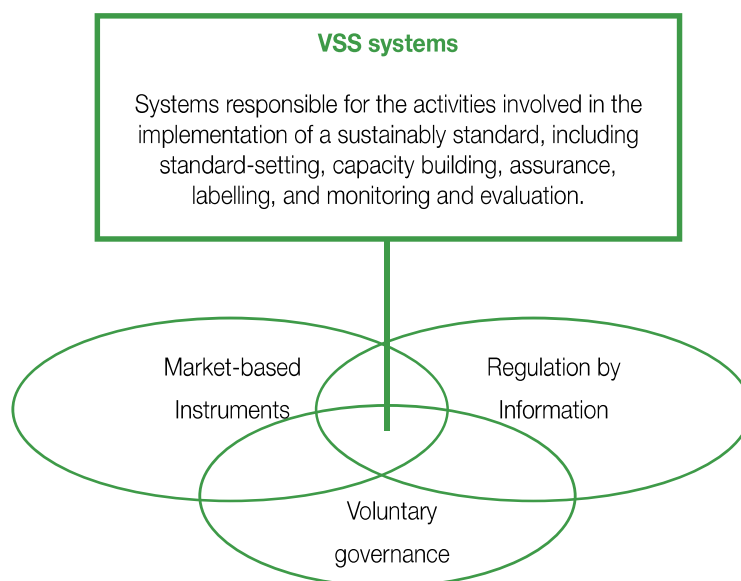 VSS systems
Systems responsible for the activities involved in the
implementation of a sustainably standard, including
standard-setting, capacity building, assurance,
labelling, and monitoring and evaluation.
Market-based
Instruments
Regulation by
Information
Voluntary
governance